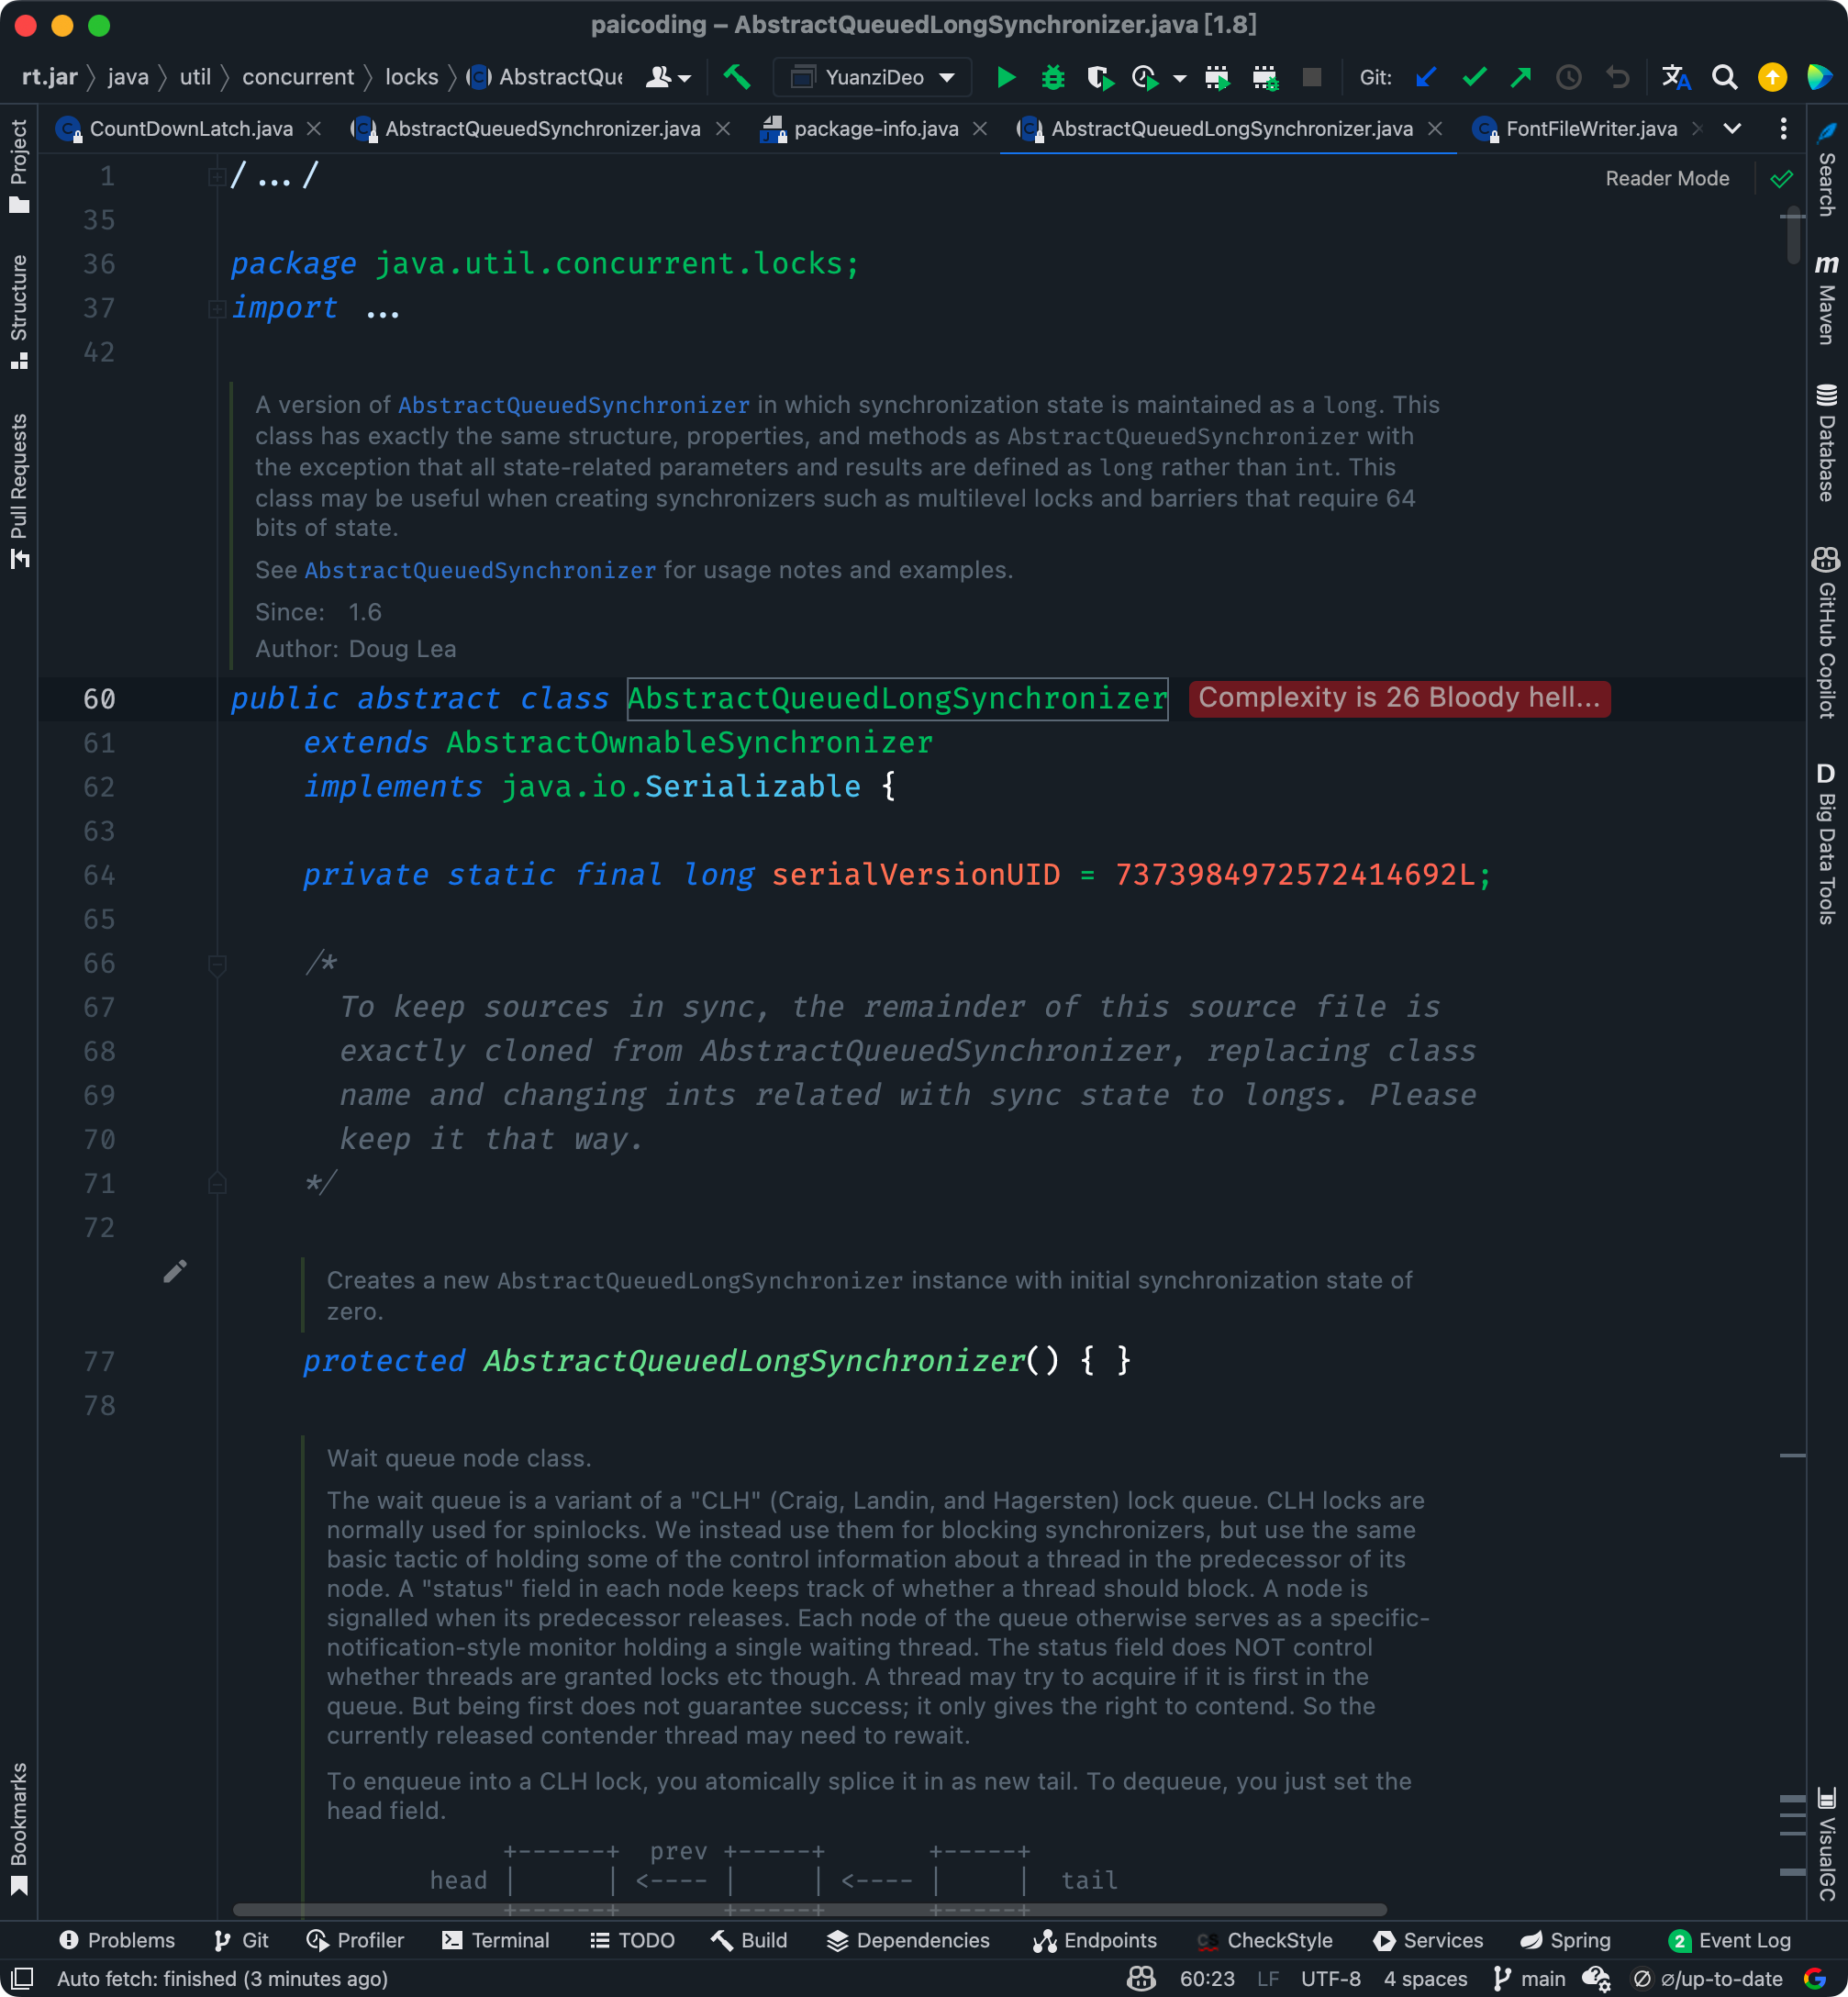 paicoding – AbstractQueuedLongSynchronizer.java [1.8]
rt.jar java util concurrent locks AbstractQue YuanziDeo Git:
CountDownLatch.java AbstractQueuedSynchronizer.java package-info.java AbstractQueuedLongSynchronizer.java FontFileWriter.java
Project
Structure
Pull Requests
Bookmarks
Reader Mode
1 /.../
35
36 package java.util.concurrent.locks;
37 import ...
42
A version of AbstractQueuedSynchronizer in which synchronization state is maintained as a long. This
class has exactly the same structure, properties, and methods as AbstractQueuedSynchronizer with
the exception that all state-related parameters and results are defined as long rather than int. This
class may be useful when creating synchronizers such as multilevel locks and barriers that require 64
bits of state.
See AbstractQueuedSynchronizer for usage notes and examples.
Since: 1.6
Author: Doug Lea
60 public abstract class AbstractQueuedLongSynchronizer Complexity is 26 Bloody hell...
61 extends AbstractOwnableSynchronizer
62 implements java.io.Serializable {
63
64 private static final long serialVersionUID = 7373984972572414692L;
65
66 /*
67 To keep sources in sync, the remainder of this source file is
68 exactly cloned from AbstractQueuedSynchronizer, replacing class
69 name and changing ints related with sync state to longs. Please
70 keep it that way.
71 */
72
Creates a new AbstractQueuedLongSynchronizer instance with initial synchronization state of
zero.
77 protected AbstractQueuedLongSynchronizer() { }
78
Wait queue node class.
The wait queue is a variant of a "CLH" (Craig, Landin, and Hagersten) lock queue. CLH locks are
normally used for spinlocks. We instead use them for blocking synchronizers, but use the same
basic tactic of holding some of the control information about a thread in the predecessor of its
node. A "status" field in each node keeps track of whether a thread should block. A node is
signalled when its predecessor releases. Each node of the queue otherwise serves as a specific-
notification-style monitor holding a single waiting thread. The status field does NOT control
whether threads are granted locks etc though. A thread may try to acquire if it is first in the
queue. But being first does not guarantee success; it only gives the right to contend. So the
currently released contender thread may need to rewait.
To enqueue into a CLH lock, you atomically splice it in as new tail. To dequeue, you just set the
head field.
+------+ prev +-----+ +-----+
head | | <---- | | <---- | | tail
+------+ +-----+ +-----+
Search
Maven
Database
GitHub Copilot
D Big Data Tools
VisualGC
Problems Git Profiler Terminal TODO Build Dependencies Endpoints CheckStyle Services Spring 2 Event Log
Auto fetch: finished (3 minutes ago) 60:23 LF UTF-8 4 spaces main ∅/up-to-date